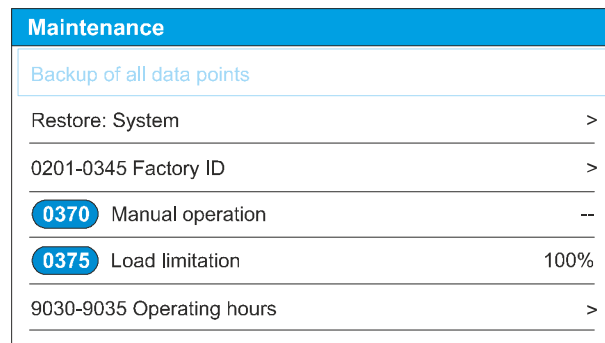 Maintenance
Backup of all data points
Restore: System >
0201-0345 Factory ID >
0370 Manual operation --
0375 Load limitation 100%
9030-9035 Operating hours >